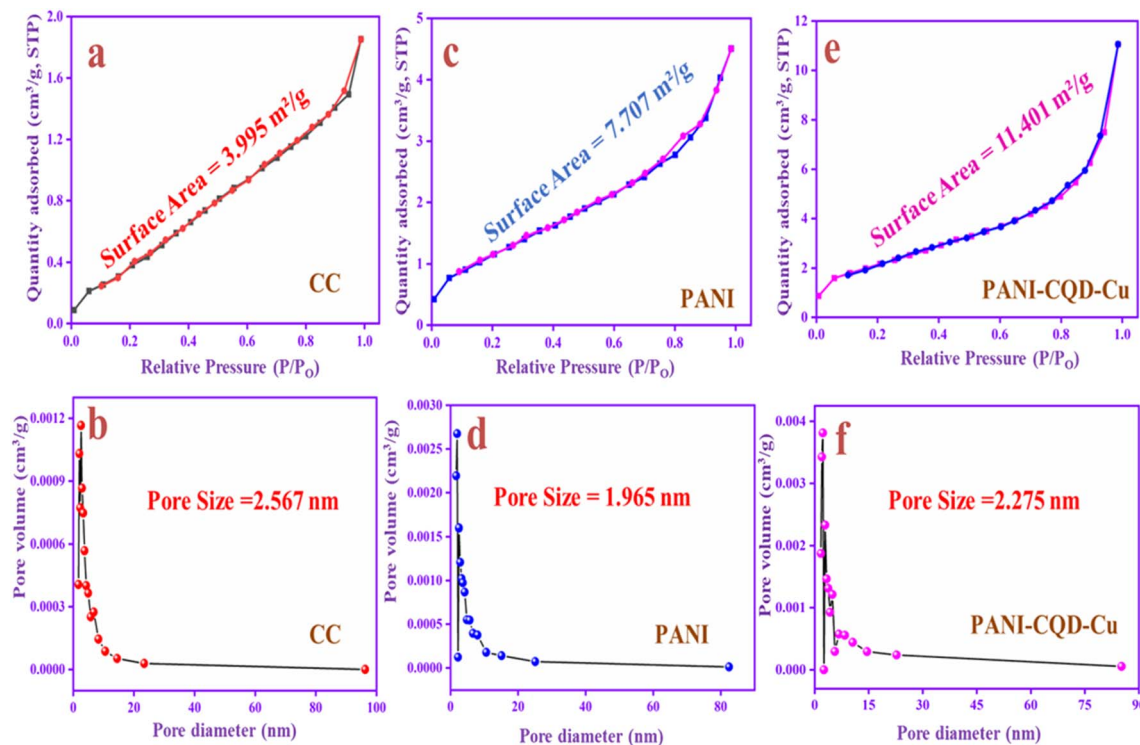 a
Quantity adsorbed (cm³/g, STP)
2.0
1.6
1.2
0.8
0.4
0.0
Surface Area = 3.995 m²/g
CC
0.0 0.2 0.4 0.6 0.8 1.0
Relative Pressure (P/P₀)
c
Quantity adsorbed (cm³/g, STP)
5
4
3
2
1
0
Surface Area = 7.707 m²/g
PANI
0.0 0.2 0.4 0.6 0.8 1.0
Relative Pressure (P/P₀)
e
Quantity adsorbed (cm³/g, STP)
12
10
8
6
4
2
0
Surface Area = 11.401 m²/g
PANI-CQD-Cu
0.0 0.2 0.4 0.6 0.8 1.0
Relative Pressure (P/P₀)
b
Pore volume (cm³/g)
0.0012
0.0009
0.0006
0.0003
0.0000
Pore Size =2.567 nm
CC
0 20 40 60 80 100
Pore diameter (nm)
d
Pore volume (cm³/g)
0.0030
0.0025
0.0020
0.0015
0.0010
0.0005
0.0000
Pore Size = 1.965 nm
PANI
0 20 40 60 80
Pore diameter (nm)
f
Pore volume (cm³/g)
0.004
0.003
0.002
0.001
0.000
Pore Size = 2.275 nm
PANI-CQD-Cu
0 15 30 45 60 75 90
Pore diameter (nm)